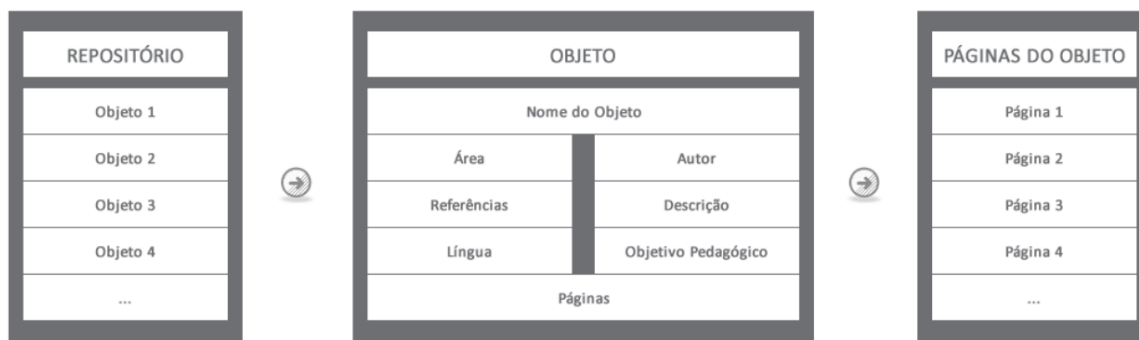 REPOSITÓRIO
Objeto 1
Objeto 2
Objeto 3
Objeto 4
...
OBJETO
Nome do Objeto
Área
Autor
Referências
Descrição
Língua
Objetivo Pedagógico
Páginas
PÁGINAS DO OBJETO
Página 1
Página 2
Página 3
Página 4
...